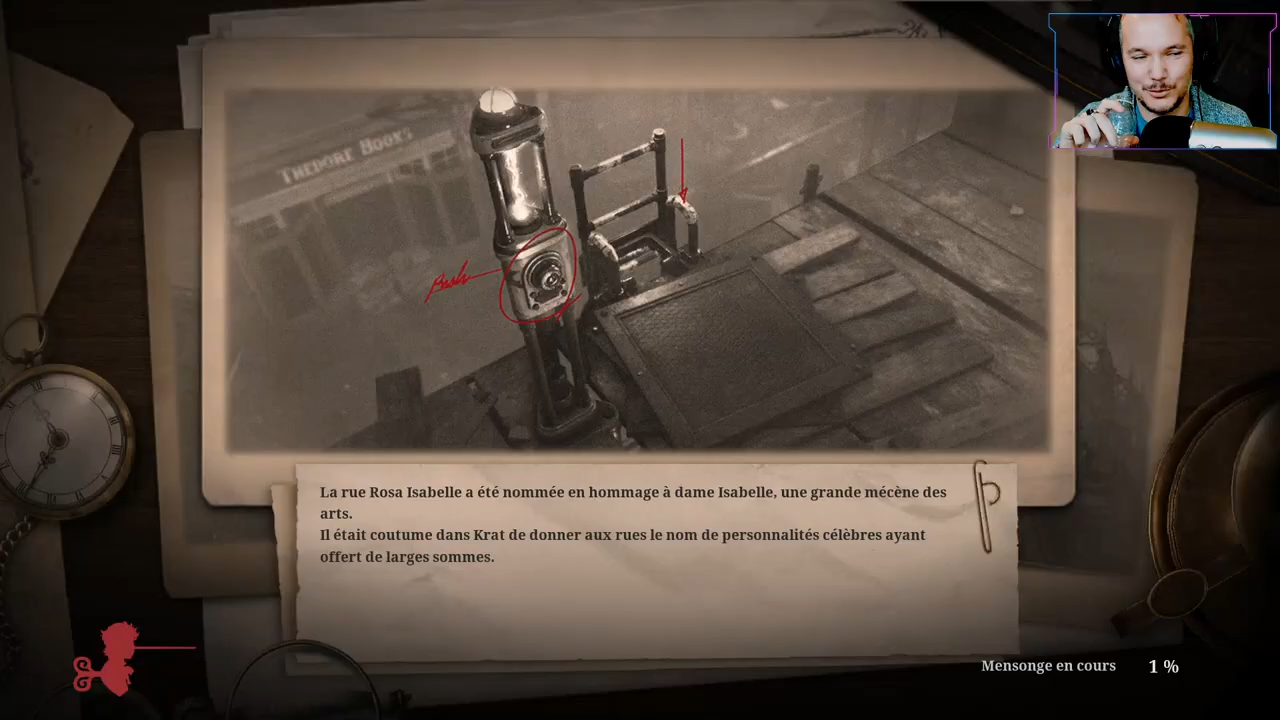 THEDORE BOOKS
Push
La rue Rosa Isabelle a été nommée en hommage à dame Isabelle, une grande mécène des
arts.
Il était coutume dans Krat de donner aux rues le nom de personnalités célèbres ayant
offert de larges sommes.
Mensonge en cours 1 %